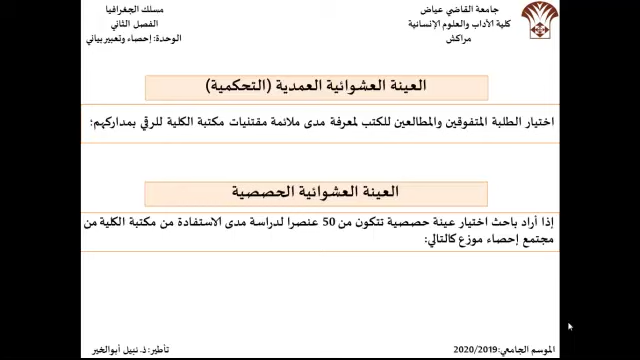 جامعة القاضي عياض
كلية الآداب والعلوم الإنسانية
مراكش
مسلك الجغرافيا
الفصل الثاني
الوحدة: إحصاء وتعبير بياني
العينة العشوائية العمدية (التحكمية)
اختيار الطلبة المتفوقين والمطالعين للكتب لمعرفة مدى ملائمة مقتنيات مكتبة الكلية للرقي بمداركهم؛
العينة العشوائية الحصصية
إذا أراد باحث اختيار عينة حصصية تتكون من 50 عنصرا لدراسة مدى الاستفادة من مكتبة الكلية من
مجتمع إحصاء موزع كالتالي:
الموسم الجامعي: 2020/2019
تأطير: ذ. نبيل أبوالخير